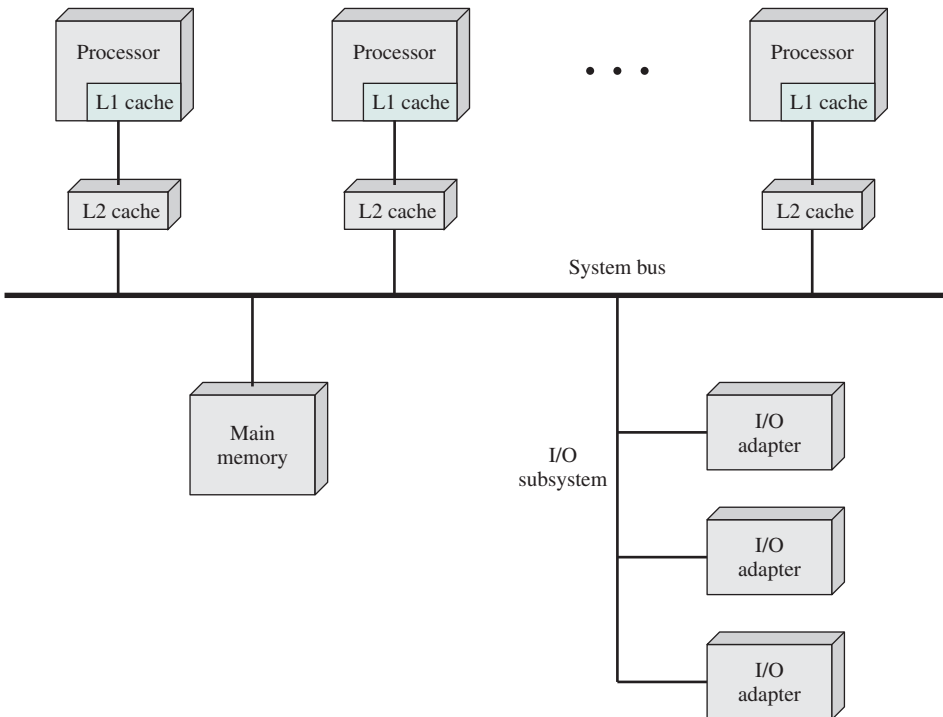 Processor
L1 cache
Processor
L1 cache
Processor
L1 cache
L2 cache
L2 cache
L2 cache
System bus
Main
memory
I/O
subsystem
I/O
adapter
I/O
adapter
I/O
adapter